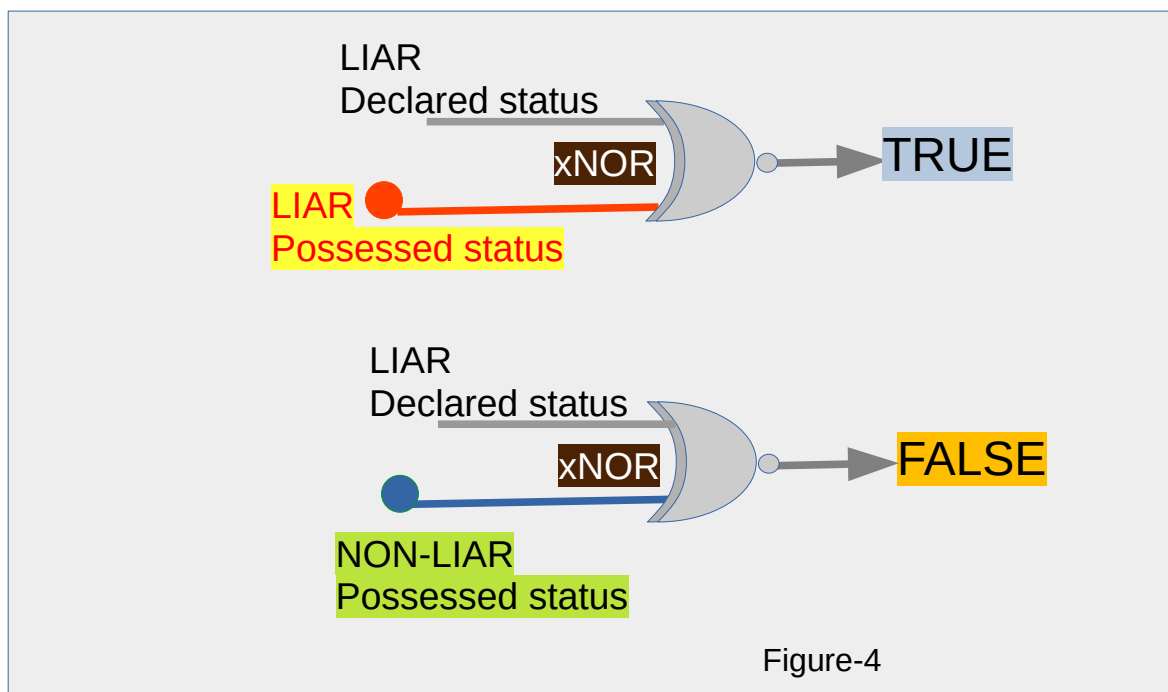 LIAR
Declared status
xNOR
TRUE
LIAR
Possessed status
LIAR
Declared status
xNOR
FALSE
NON-LIAR
Possessed status
Figure-4